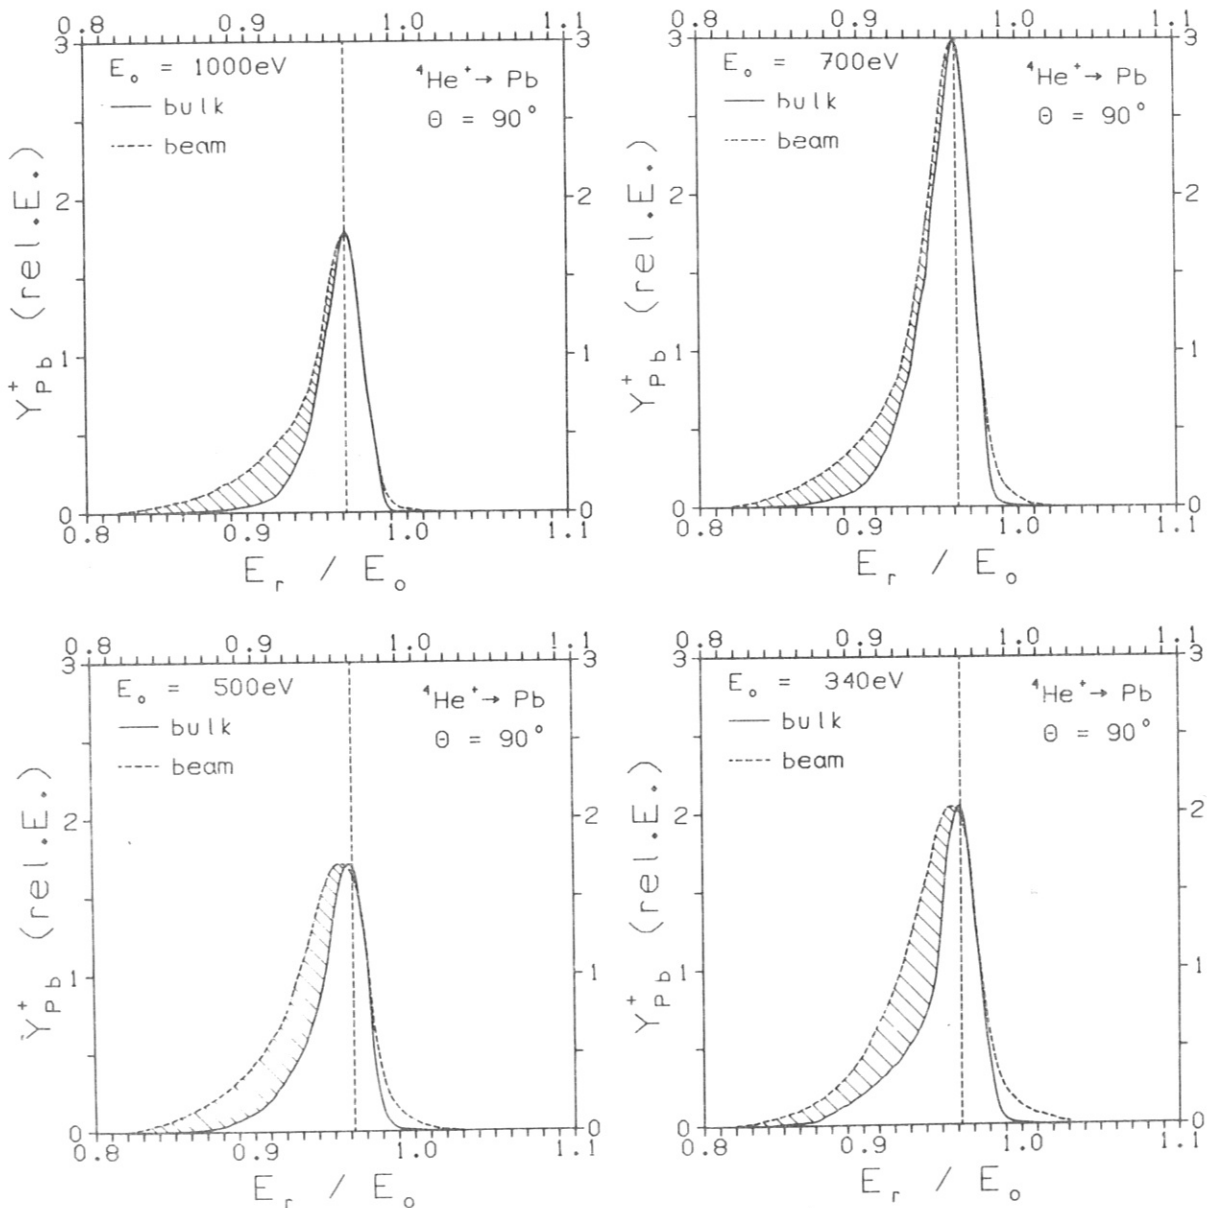 0.8 0.9 1.0 1.1
3 3
E₀ = 1000eV ⁴He⁺→ Pb
bulk Θ = 90°
beam
2 2
1 1
0 0
Y⁺Pb (rel.E.)
0.8 0.9 1.0 1.1
Eᵣ / E₀
0.8 0.9 1.0 1.1
3 3
E₀ = 700eV ⁴He⁺→ Pb
bulk Θ = 90°
beam
2 2
1 1
0 0
Y⁺Pb (rel.E.)
0.8 0.9 1.0 1.1
Eᵣ / E₀
0.8 0.9 1.0 1.1
3 3
E₀ = 500eV ⁴He⁺→ Pb
bulk Θ = 90°
beam
2 2
1 1
0 0
Y⁺Pb (rel.E.)
0.8 0.9 1.0 1.1
Eᵣ / E₀
0.8 0.9 1.0 1.1
3 3
E₀ = 340eV ⁴He⁺→ Pb
bulk Θ = 90°
beam
2 2
1 1
0 0
Y⁺Pb (rel.E.)
0.8 0.9 1.0 1.1
Eᵣ / E₀